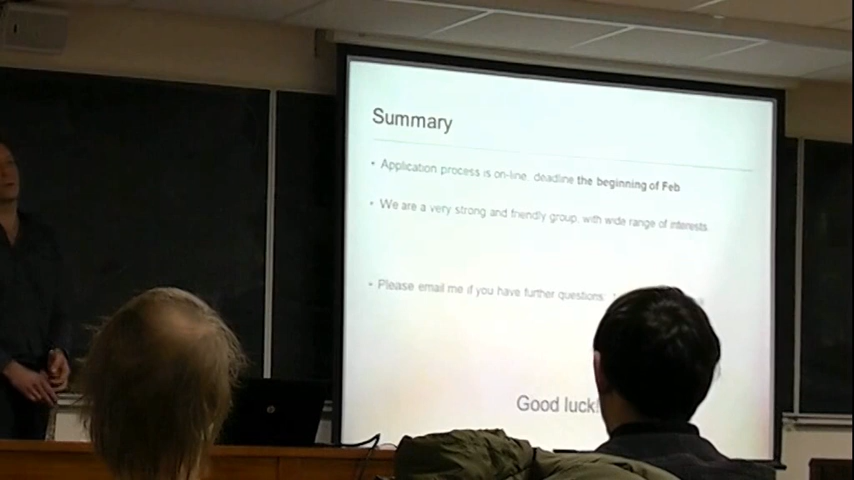 Summary
• Application process is on-line, deadline the beginning of Feb
• We are a very strong and friendly group, with wide range of interests.
• Please email me if you have further questions:
Good luck!